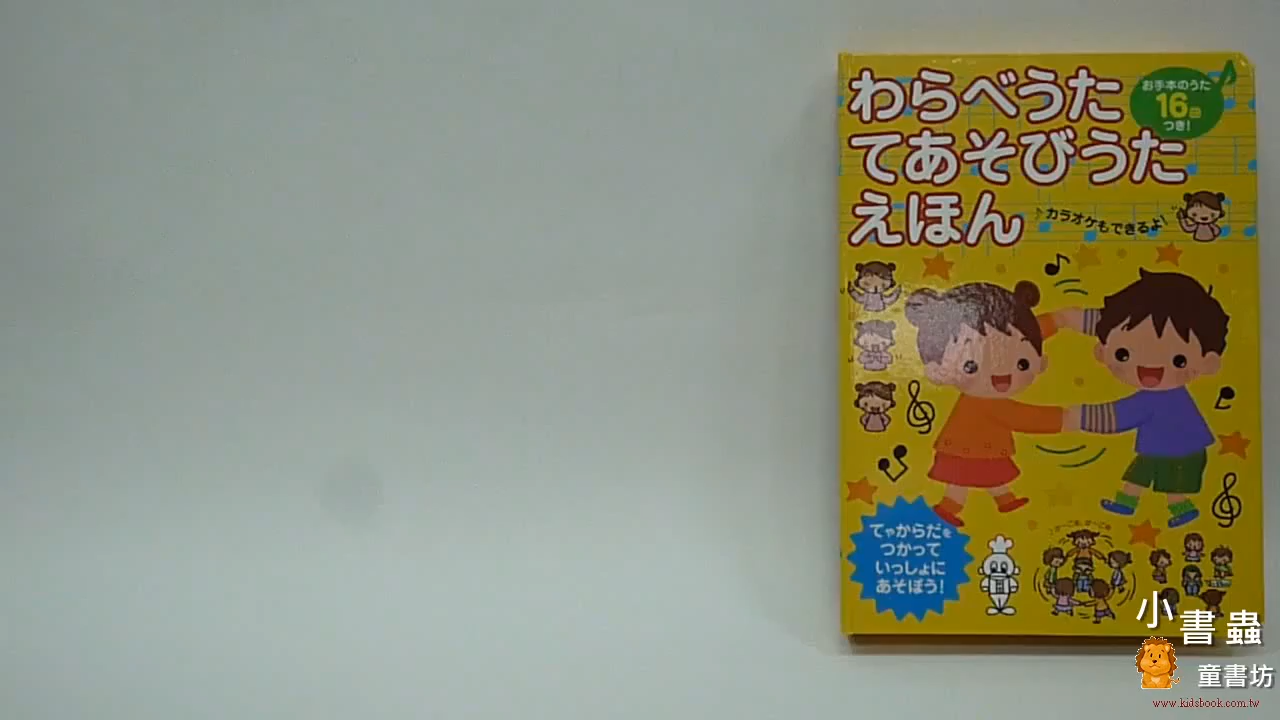 わらべうた
てあそびうた
えほん
お手本のうた
16曲
つき!
カラオケもできるよ!
てやからだを
つかって
いっしょに
あそぼう!
小書蟲
童書坊
www.kidsbook.com.tw